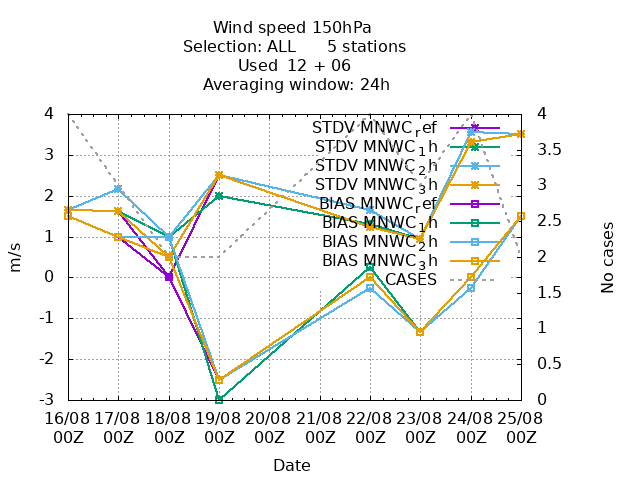 Wind speed 150hPa
Selection: ALL      5 stations
Used  12 + 06
Averaging window: 24h
4
3
2
1
0
-1
-2
-3
m/s
4
3.5
3
2.5
2
1.5
1
0.5
0
No cases
STDV MNWC_ref
STDV MNWC_1h
STDV MNWC_2h
STDV MNWC_3h
BIAS MNWC_ref
BIAS MNWC_1h
BIAS MNWC_2h
BIAS MNWC_3h
CASES
16/08 17/08 18/08 19/08 20/08 21/08 22/08 23/08 24/08 25/08
00Z 00Z 00Z 00Z 00Z 00Z 00Z 00Z 00Z 00Z
Date